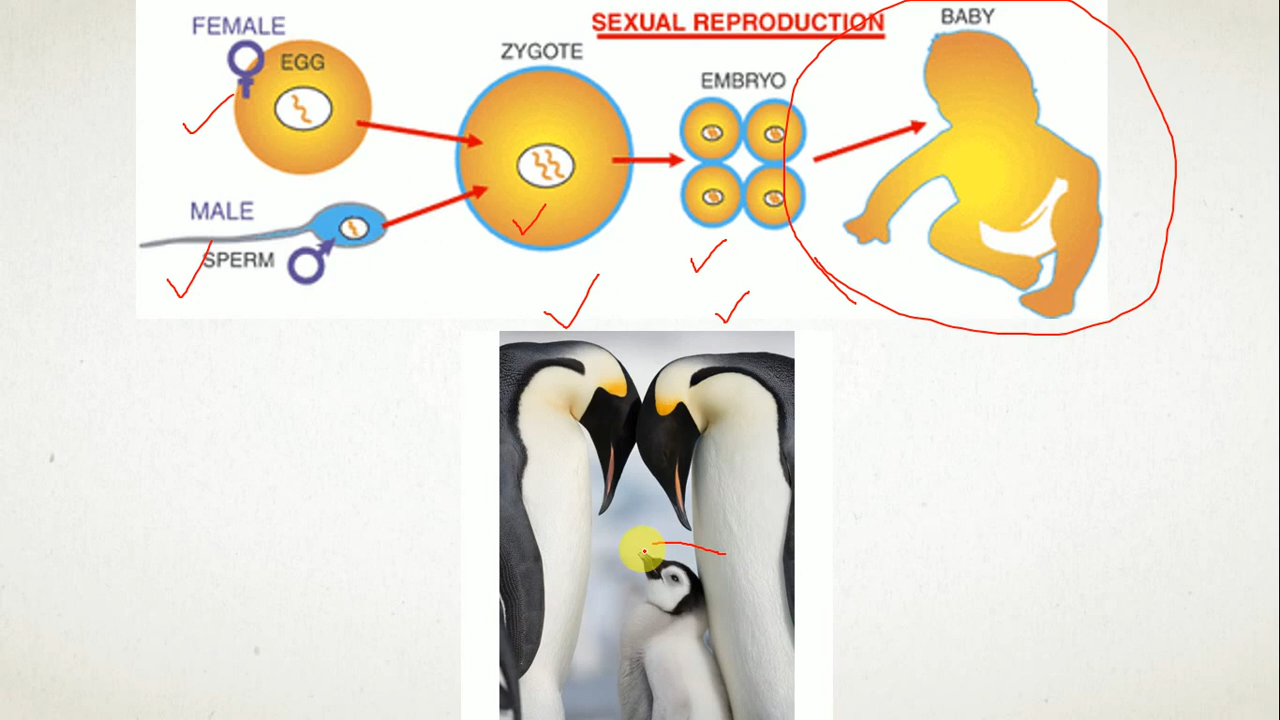 SEXUAL REPRODUCTION
FEMALE
EGG
MALE
SPERM
ZYGOTE
EMBRYO
BABY